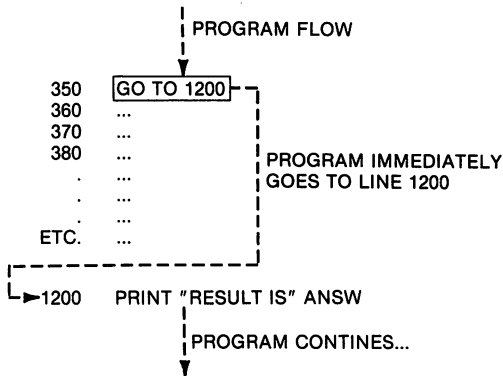 PROGRAM FLOW
350 GO TO 1200
360 ...
370 ...
380 ...
. ...
. ...
. ...
ETC. ...
PROGRAM IMMEDIATELY
GOES TO LINE 1200
1200 PRINT "RESULT IS" ANSW
PROGRAM CONTINES...